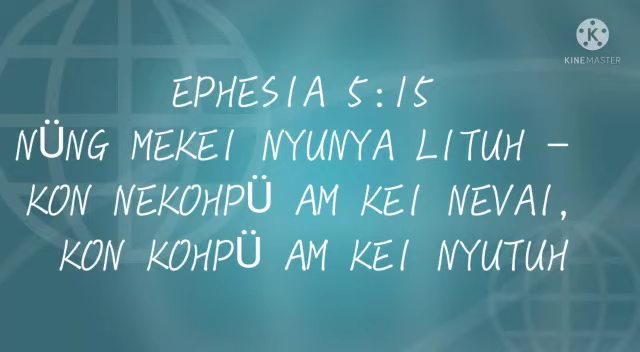 KINEMASTER
EPHESIA 5:15
NÜNG MEKEI NYUNYA LITUH –
KON NEKOHPÜ AM KEI NEVAI,
KON KOHPÜ AM KEI NYUTUH